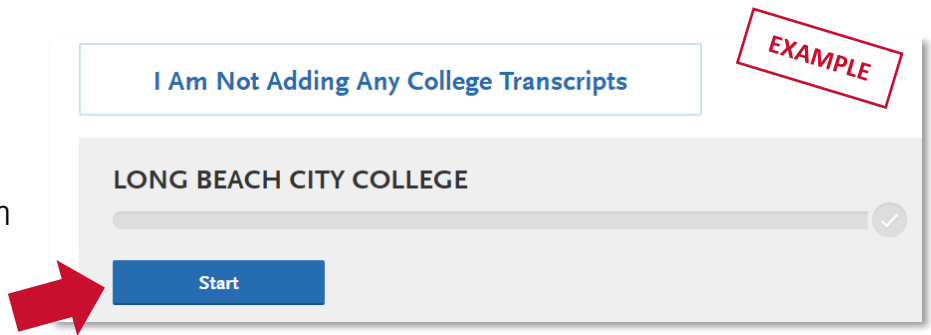 EXAMPLE
I Am Not Adding Any College Transcripts
LONG BEACH CITY COLLEGE
Start